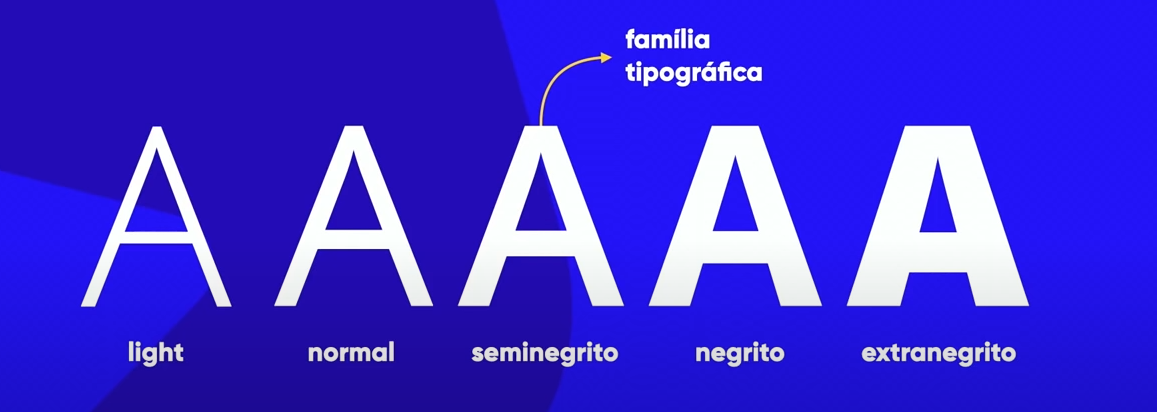 família
tipográfica
A A A A A
light normal seminegrito negrito extranegrito